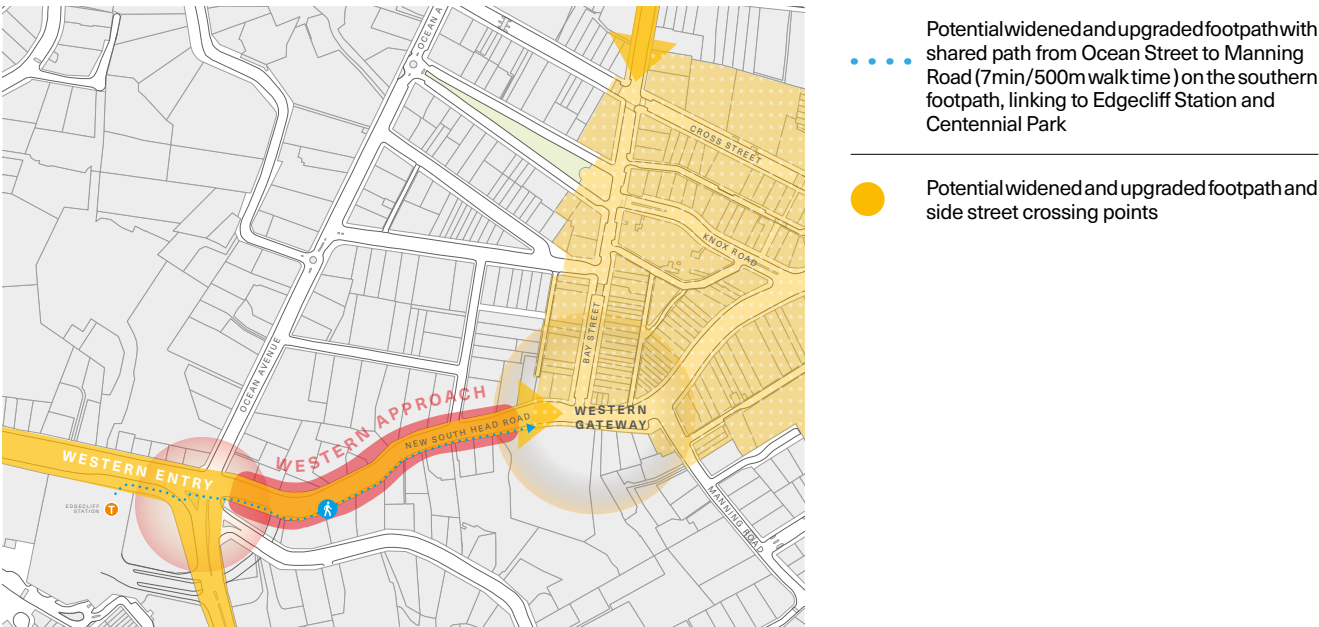 OCEAN A
CROSS STREET
KNOX ROAD
BAY STREET
OCEAN AVENUE
WESTERN APPROACH
NEW SOUTH HEAD ROAD
WESTERN
GATEWAY
WESTERN ENTRY
EDGECLIFF
STATION
T
MANNING ROAD
Potential widened and upgraded footpath with
shared path from Ocean Street to Manning
Road (7min/500m walk time ) on the southern
footpath, linking to Edgecliff Station and
Centennial Park
Potential widened and upgraded footpath and
side street crossing points